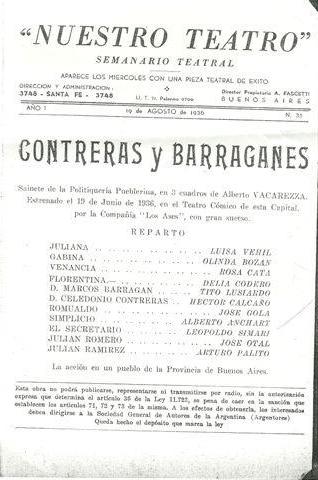 "NUESTRO TEATRO"
SEMANARIO TEATRAL
APARECE LOS MIERCOLES CON UNA PIEZA TEATRAL DE EXITO
DIRECCION Y ADMINISTRACION: Director Propietario A. FASCETTI
3748 - SANTA FE - 3748 U. T. 71. Palermo BUENOS AIRES
AÑO I 19 de AGOSTO de 1936 N. 31
CONTRERAS y BARRAGANES
Sainete de la Politiquería Pueblerina, en 3 cuadros de Alberto VACAREZZA.
Estrenado el 19 de Junio de 1936, en el Teatro Cómico de esta Capital.
por la Compañía "Los Ases", con gran suceso.
REPARTO
JULIANA .. .. .. .. .. .. .. .. LUISA VEHIL
GABINA .. .. .. .. .. .. .. .. OLINDA BOZAN
VENANCIA .. .. .. .. .. .. .. .. ROSA CATA
FLORENTINA.— .. .. .. .. .. .. DELIA CODERO
D. MARCOS BARRAGAN .. .. .. TITO LUSIARDO
D. CELEDONIO CONTRERAS .. HECTOR CALCAÑO
ROMUALDO .. .. .. .. .. .. .. JOSE GOLA
SIMPLICIO .. .. .. .. .. ALBERTO ANCHART
EL SECRETARIO .. .. .. LEOPOLDO SIMARI
JULIAN ROMERO .. .. .. .. JOSE OTAL
JULIAN RAMIREZ .. .. .. .. ARTURO PALITO
La acción en un pueblo de la Provincia de Buenos Aires.
Esta obra no podrá publicarse, representarse ni transmitirse por radio, sin la autorización
expresa que determina el artículo 36 de la Ley 11.723, so pena de caer en la sanción que
establecen los artículos 71, 72 y 73 de la misma. A los efectos de obtenerla, los interesados
deben dirigirse a la Sociedad General de Autores de la Argentina (Argentores)
Queda hecho el depósito que marca la ley